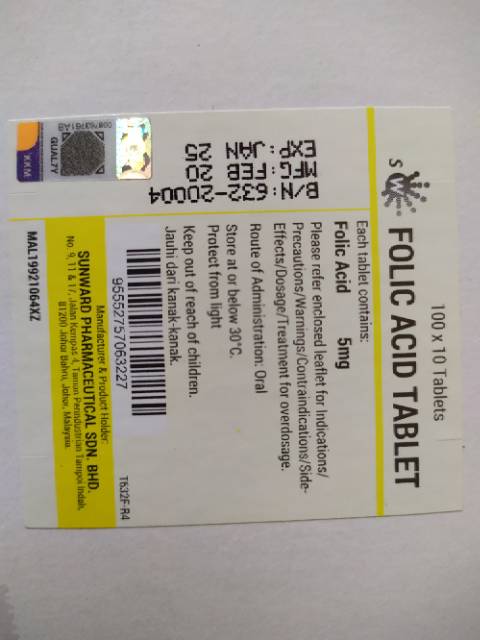 100 x 10 Tablets
FOLIC ACID TABLET
SW
Each tablet contains:
Folic Acid 5mg
Please refer enclosed leaflet for Indications/
Precautions/Warnings/Contraindications/Side-
Effects/Dosage/Treatment for overdosage.
Route of Administration: Oral
Store at or below 30°C.
Protect from light
Keep out of reach of children.
Jauhi dari kanak-kanak.
B/N: 632-20004
MFG: FEB 20
EXP: JAN 25
9555275706322​7
T632F R4
Manufacturer & Product Holder:
SUNWARD PHARMACEUTICAL SDN. BHD.
No. 9, 11 & 17, Jalan Kempas 4, Taman Perindustrian Tampoi Indah,
81200 Johor Bahru, Johor, Malaysia.
MAL19921064XZ
KKM